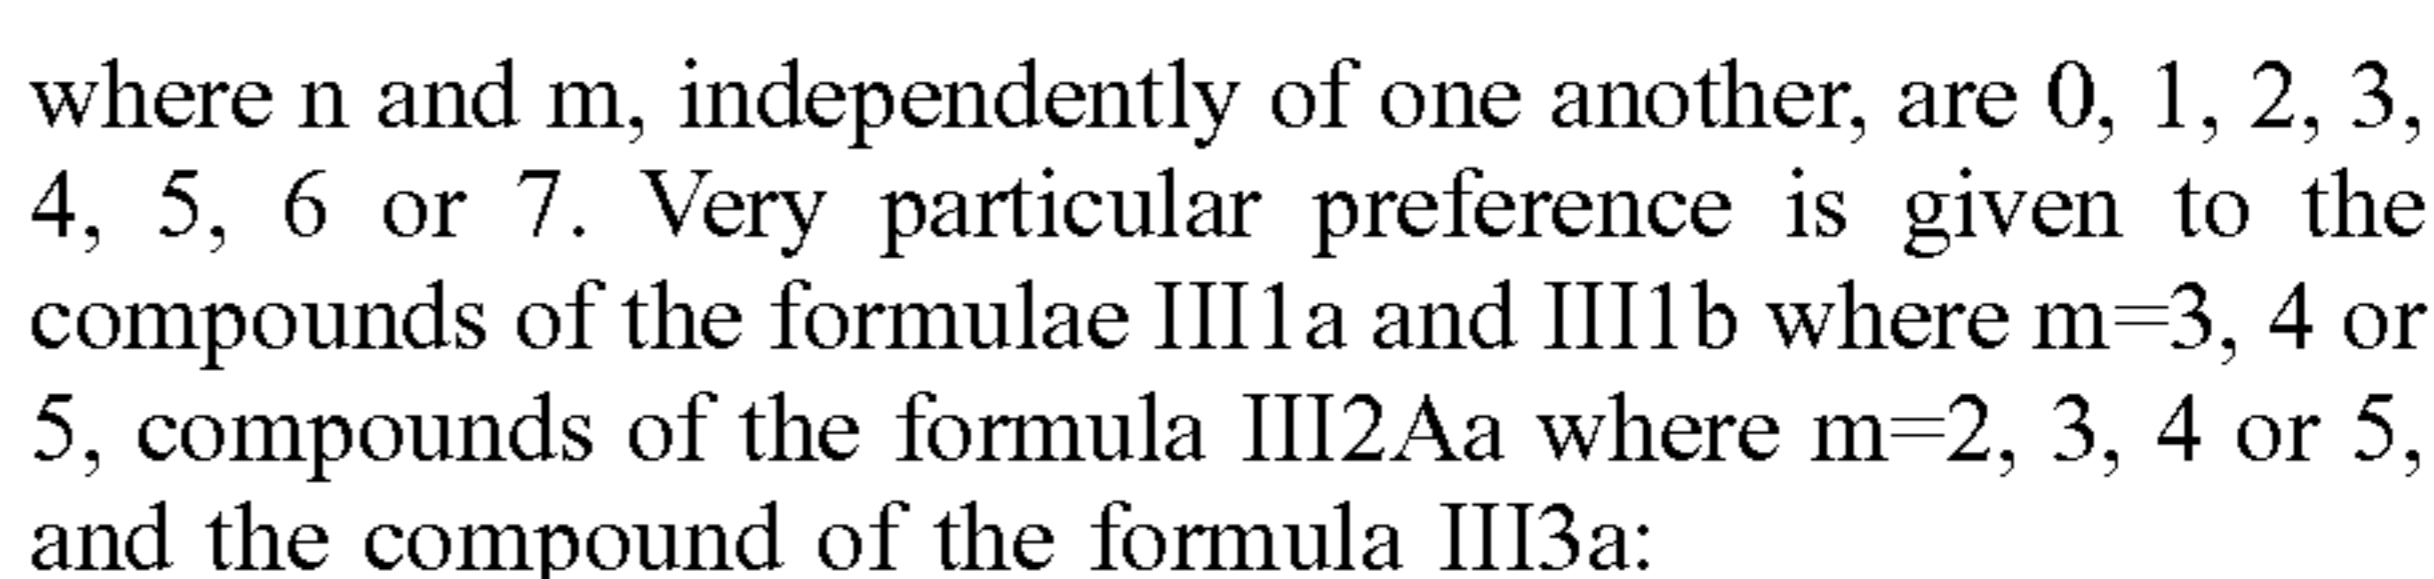 where n and m, independently of one another, are 0, 1, 2, 3,
4, 5, 6 or 7. Very particular preference is given to the
compounds of the formulae III1a and III1b where m=3, 4 or
5, compounds of the formula III2Aa where m=2, 3, 4 or 5,
and the compound of the formula III3a: